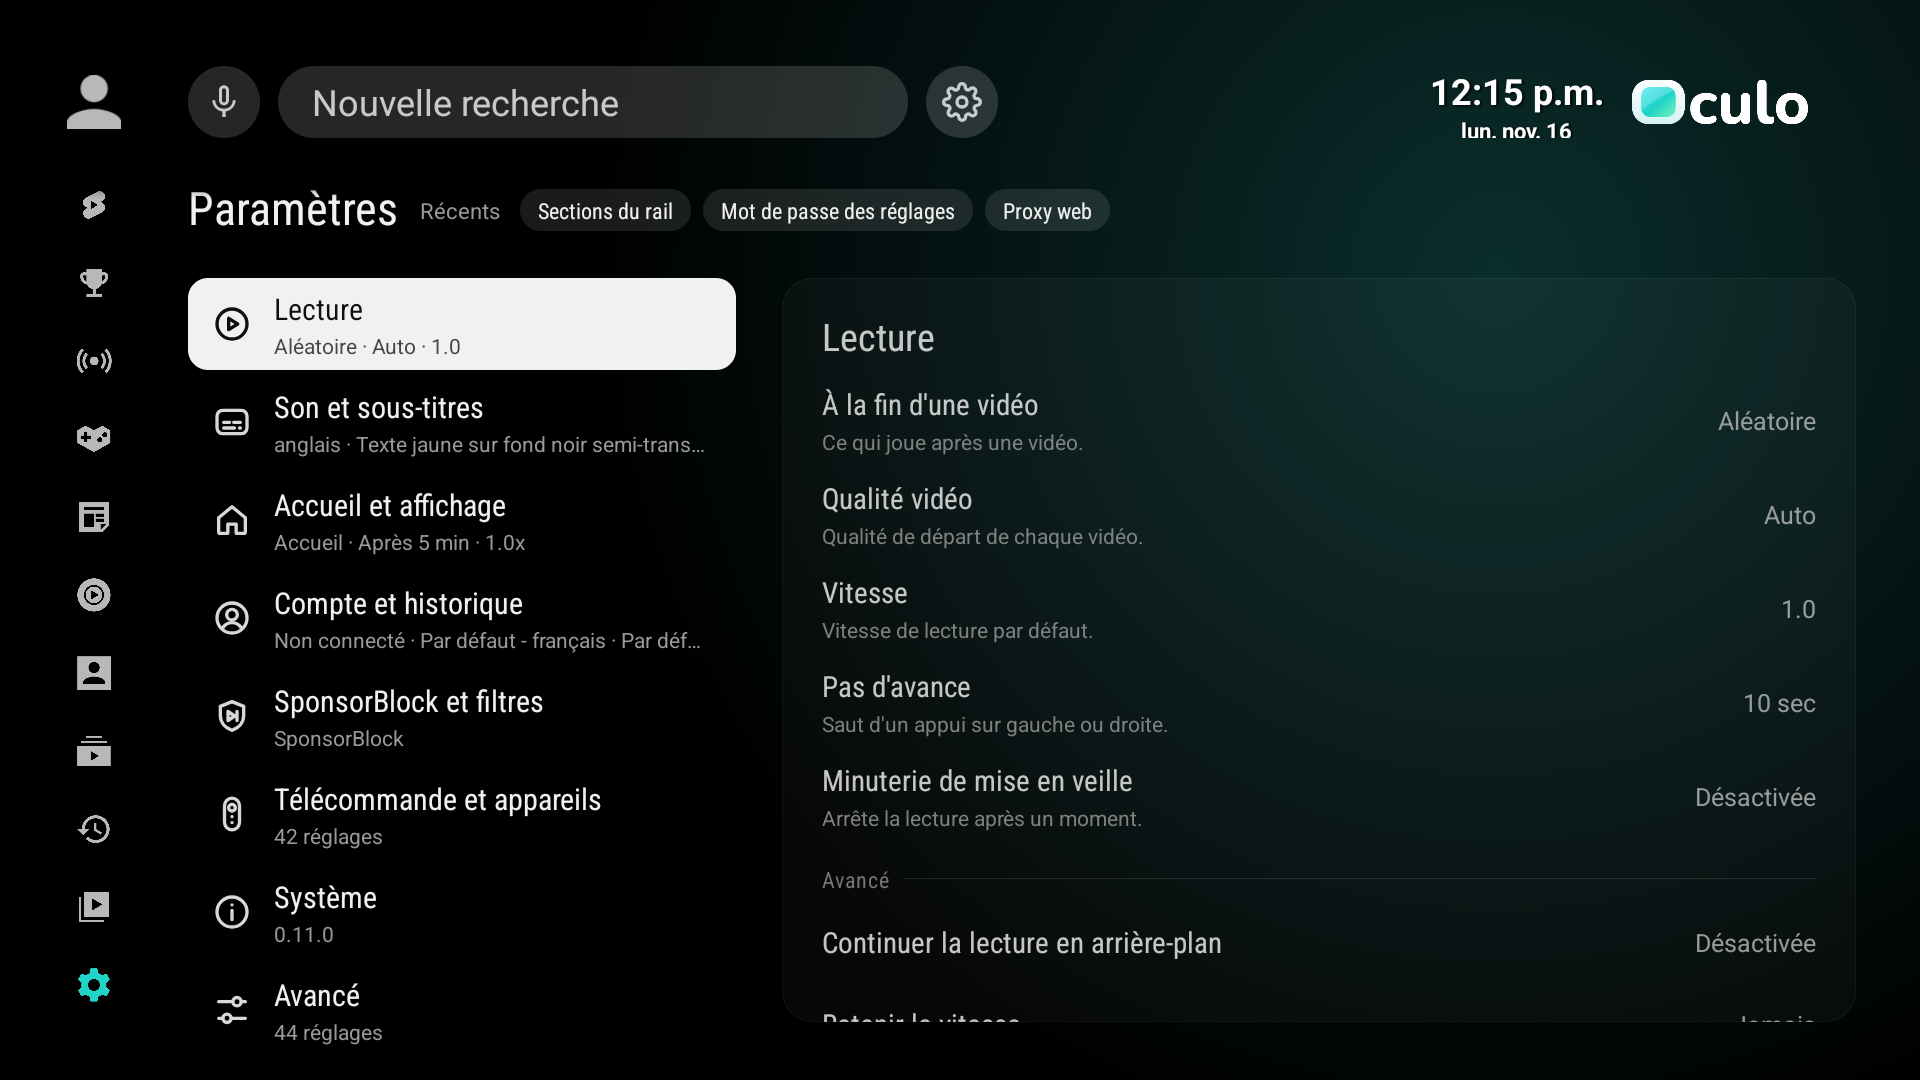 Nouvelle recherche
12:15 p.m.
lun. nov. 16
Oculo
Paramètres
Récents
Sections du rail
Mot de passe des réglages
Proxy web
Lecture
Aléatoire · Auto · 1.0
Son et sous-titres
anglais · Texte jaune sur fond noir semi-trans…
Accueil et affichage
Accueil · Après 5 min · 1.0x
Compte et historique
Non connecté · Par défaut - français · Par déf…
SponsorBlock et filtres
SponsorBlock
Télécommande et appareils
42 réglages
Système
0.11.0
Avancé
44 réglages
Lecture
À la fin d'une vidéo
Ce qui joue après une vidéo.
Aléatoire
Qualité vidéo
Qualité de départ de chaque vidéo.
Auto
Vitesse
Vitesse de lecture par défaut.
1.0
Pas d'avance
Saut d'un appui sur gauche ou droite.
10 sec
Minuterie de mise en veille
Arrête la lecture après un moment.
Désactivée
Avancé
Continuer la lecture en arrière-plan
Désactivée
Retenir la vitesse
Jamais